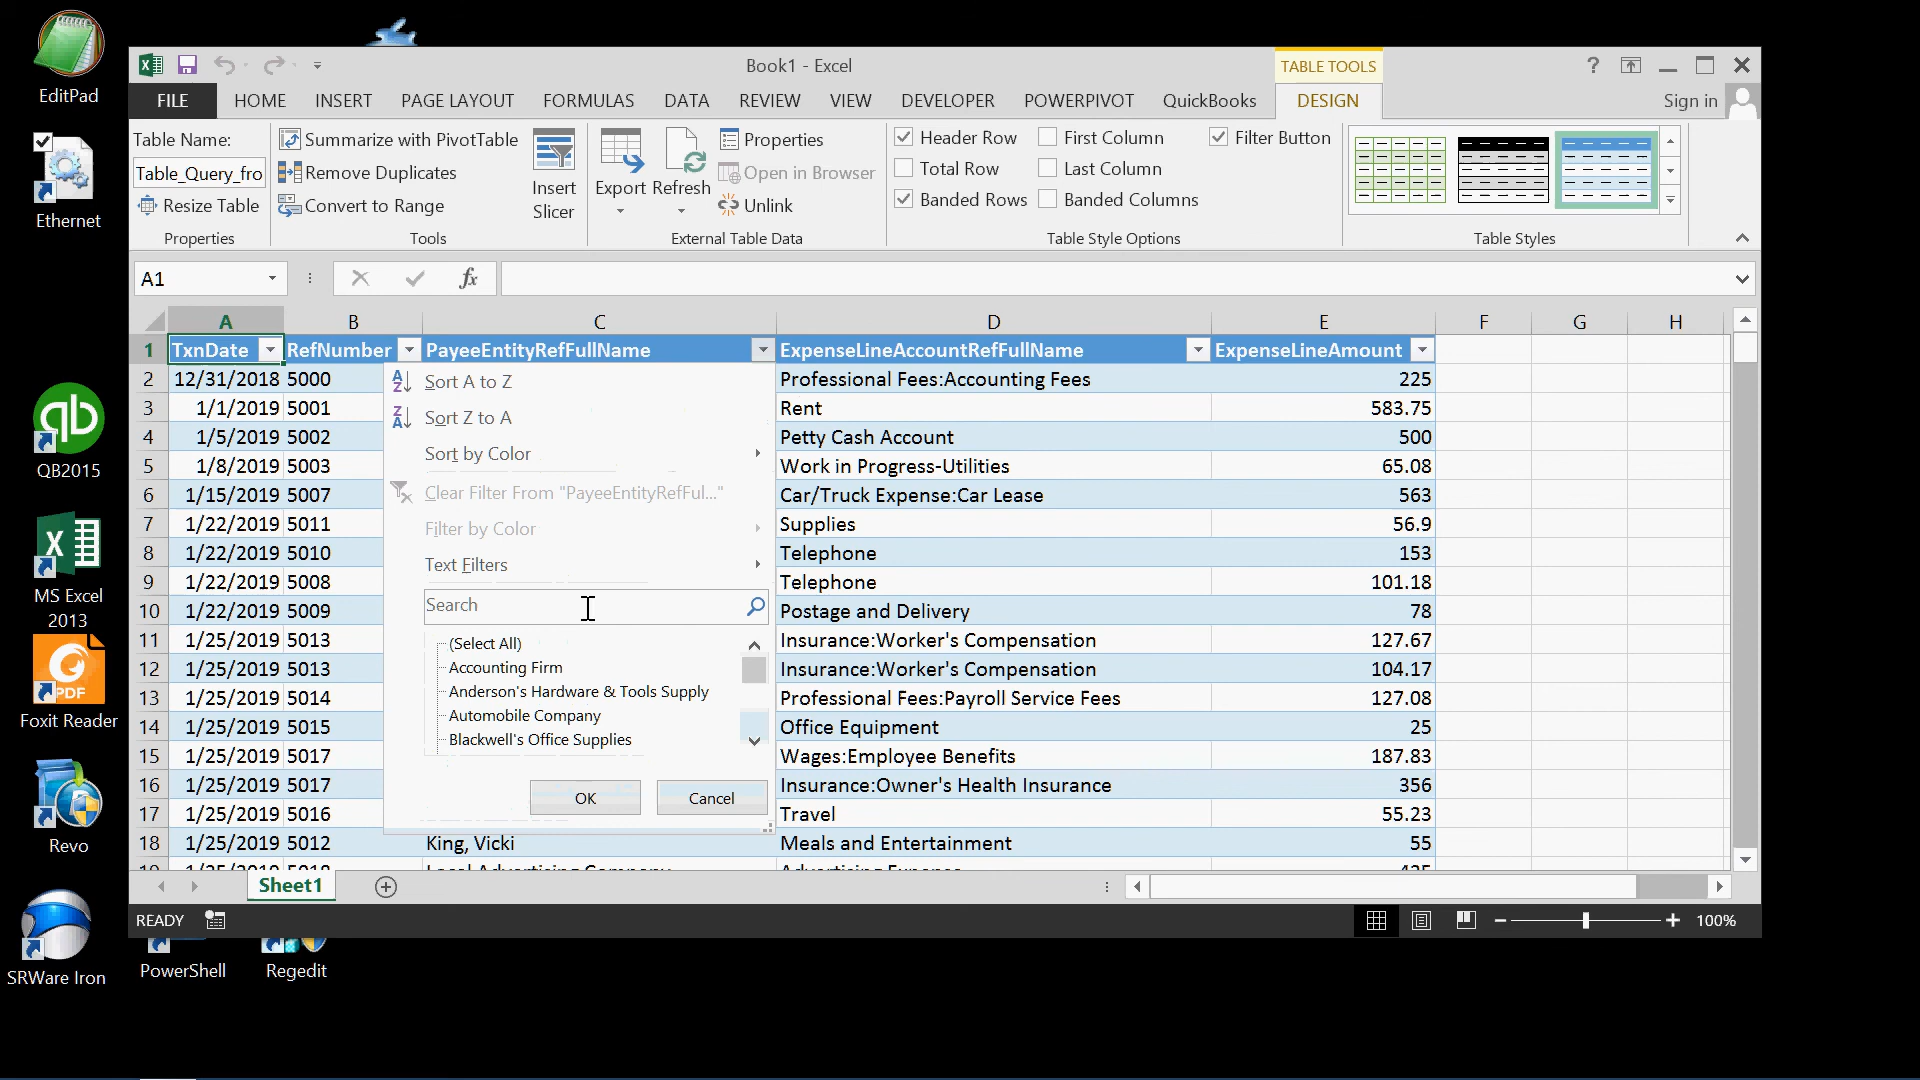 EditPad
Ethernet
QB2015
MS Excel
2013
PDF
Foxit Reader
Revo
SRWare Iron
PowerShell
Regedit
Book1 - Excel
TABLE TOOLS
FILE HOME INSERT PAGE LAYOUT FORMULAS DATA REVIEW VIEW DEVELOPER POWERPIVOT QuickBooks DESIGN Sign in
Table Name:
Table_Query_fro
Resize Table
Properties
Summarize with PivotTable
Remove Duplicates
Convert to Range
Tools
Insert
Slicer
Export
Refresh
Properties
Open in Browser
Unlink
External Table Data
Header Row First Column Filter Button
Total Row Last Column
Banded Rows Banded Columns
Table Style Options
Table Styles
A1 fx
A B C D E F G H
1 TxnDate RefNumber PayeeEntityRefFullName ExpenseLineAccountRefFullName ExpenseLineAmount
2 12/31/2018 5000 Professional Fees:Accounting Fees 225
3 1/1/2019 5001 Rent 583.75
4 1/5/2019 5002 Petty Cash Account 500
5 1/8/2019 5003 Work in Progress-Utilities 65.08
6 1/15/2019 5007 Car/Truck Expense:Car Lease 563
7 1/22/2019 5011 Supplies 56.9
8 1/22/2019 5010 Telephone 153
9 1/22/2019 5008 Telephone 101.18
10 1/22/2019 5009 Postage and Delivery 78
11 1/25/2019 5013 Insurance:Worker's Compensation 127.67
12 1/25/2019 5013 Insurance:Worker's Compensation 104.17
13 1/25/2019 5014 Professional Fees:Payroll Service Fees 127.08
14 1/25/2019 5015 Office Equipment 25
15 1/25/2019 5017 Wages:Employee Benefits 187.83
16 1/25/2019 5017 Insurance:Owner's Health Insurance 356
17 1/25/2019 5016 Travel 55.23
18 1/25/2019 5012 King, Vicki Meals and Entertainment 55
Sort A to Z
Sort Z to A
Sort by Color
Clear Filter From "PayeeEntityRefFul..."
Filter by Color
Text Filters
Search
(Select All)
Accounting Firm
Anderson's Hardware & Tools Supply
Automobile Company
Blackwell's Office Supplies
OK Cancel
Sheet1
READY 100%